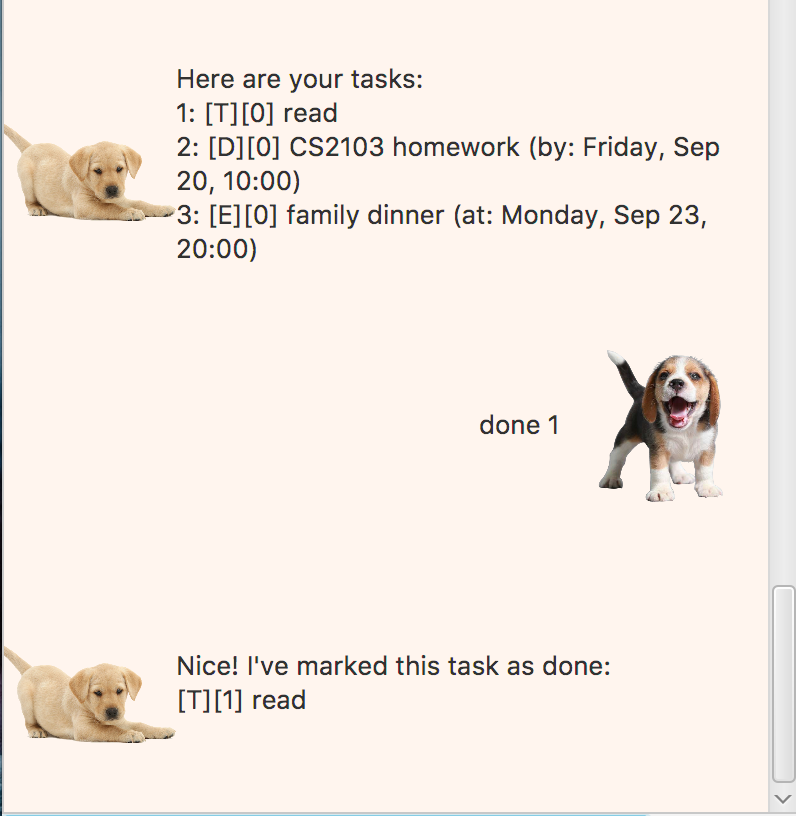 Here are your tasks:
1: [T][0] read
2: [D][0] CS2103 homework (by: Friday, Sep
20, 10:00)
3: [E][0] family dinner (at: Monday, Sep 23,
20:00)
done 1
Nice! I've marked this task as done:
[T][1] read